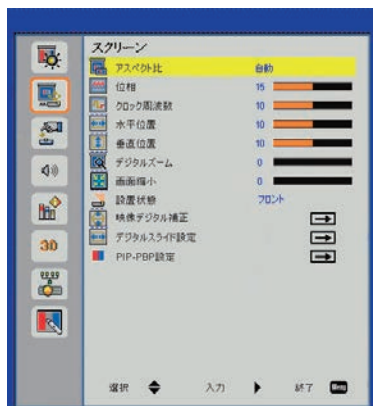 スクリーン
アスペクト比 自動
位相 15
クロック周波数 10
水平位置 10
垂直位置 10
デジタルズーム 0
画面縮小 0
設置状態 フロント
映像デジタル補正
デジタルスライド設定
PIP-PBP設定
3D
選択 入力 終了 Menu